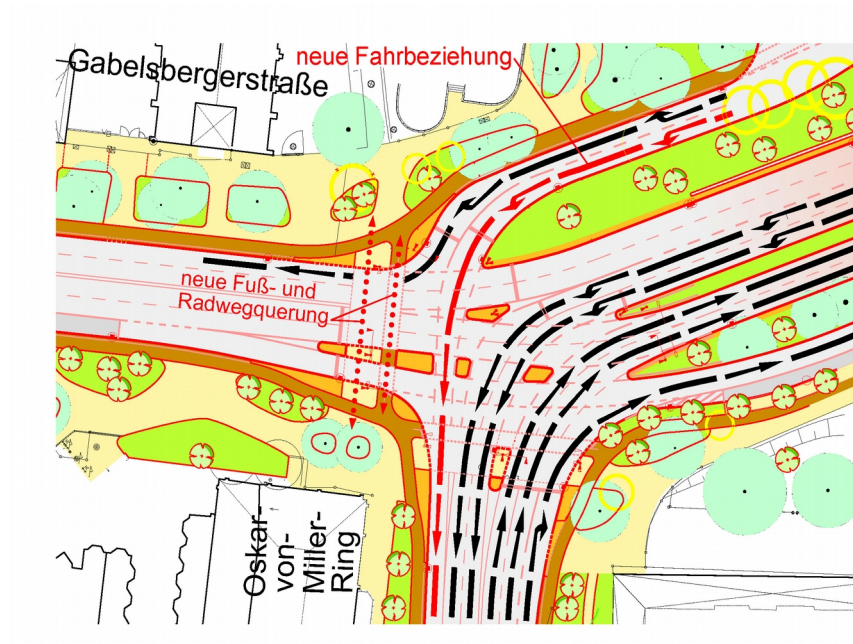 Gabelsbergerstraße
neue Fahrbeziehung
neue Fuß- und
Radwegquerung
Oskar-
von-
Miller-
Ring